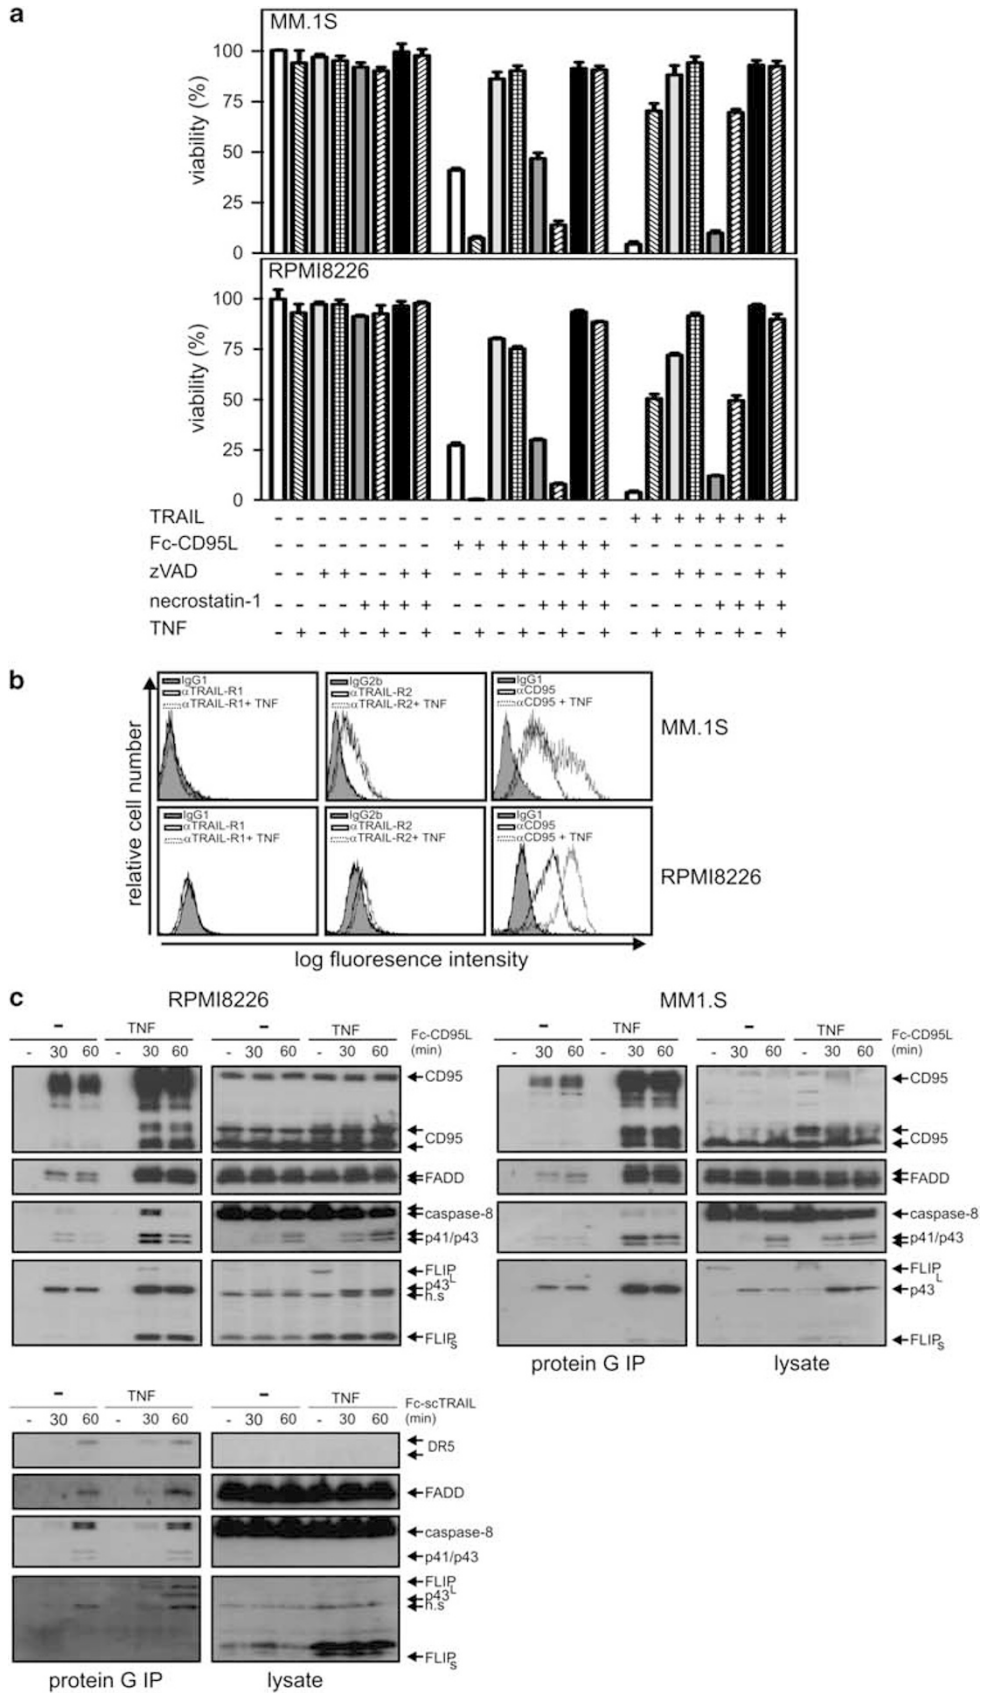 a
MM.1S
100
75
50
25
0
viability (%)
RPMI8226
100
75
50
25
0
viability (%)
TRAIL - - - - - - - - - - - - - - - - + + + + + + + +
Fc-CD95L - - - - - - - - + + + + + + + + - - - - - - - -
zVAD - - + + - - + + - - + + - - + + - - + + - - + +
necrostatin-1 - - - - + + + + - - - - + + + + - - - - + + + +
TNF - + - + - + - + - + - + - + - + - + - + - + - +
b
IgG1
αTRAIL-R1
αTRAIL-R1+ TNF
IgG2b
αTRAIL-R2
αTRAIL-R2+ TNF
IgG1
αCD95
αCD95 + TNF
MM.1S
IgG1
αTRAIL-R1
αTRAIL-R1+ TNF
IgG2b
αTRAIL-R2
αTRAIL-R2+ TNF
IgG1
αCD95
αCD95 + TNF
RPMI8226
relative cell number
log fluoresence intensity
c
RPMI8226
- TNF - TNF Fc-CD95L
- 30 60 - 30 60 - 30 60 - 30 60 (min)
CD95
CD95
FADD
caspase-8
p41/p43
FLIPL
p43
h.s
FLIPS
MM1.S
- TNF - TNF Fc-CD95L
- 30 60 - 30 60 - 30 60 - 30 60 (min)
CD95
CD95
FADD
caspase-8
p41/p43
FLIPL
p43
FLIPS
protein G IP lysate
- TNF - TNF Fc-scTRAIL
- 30 60 - 30 60 - 30 60 - 30 60 (min)
DR5
FADD
caspase-8
p41/p43
FLIPL
p43
h.s
FLIPS
protein G IP lysate